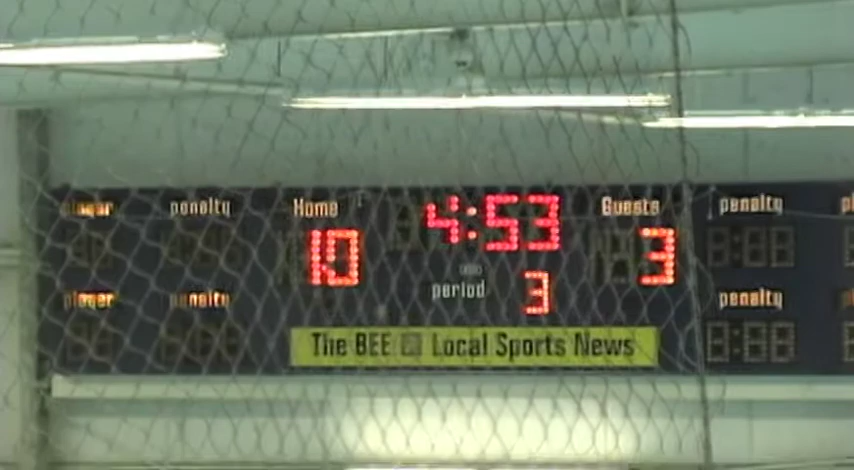 player penalty Home 4:53 Guests penalty
10 3
period 3
player penalty penalty
The BEE Local Sports News